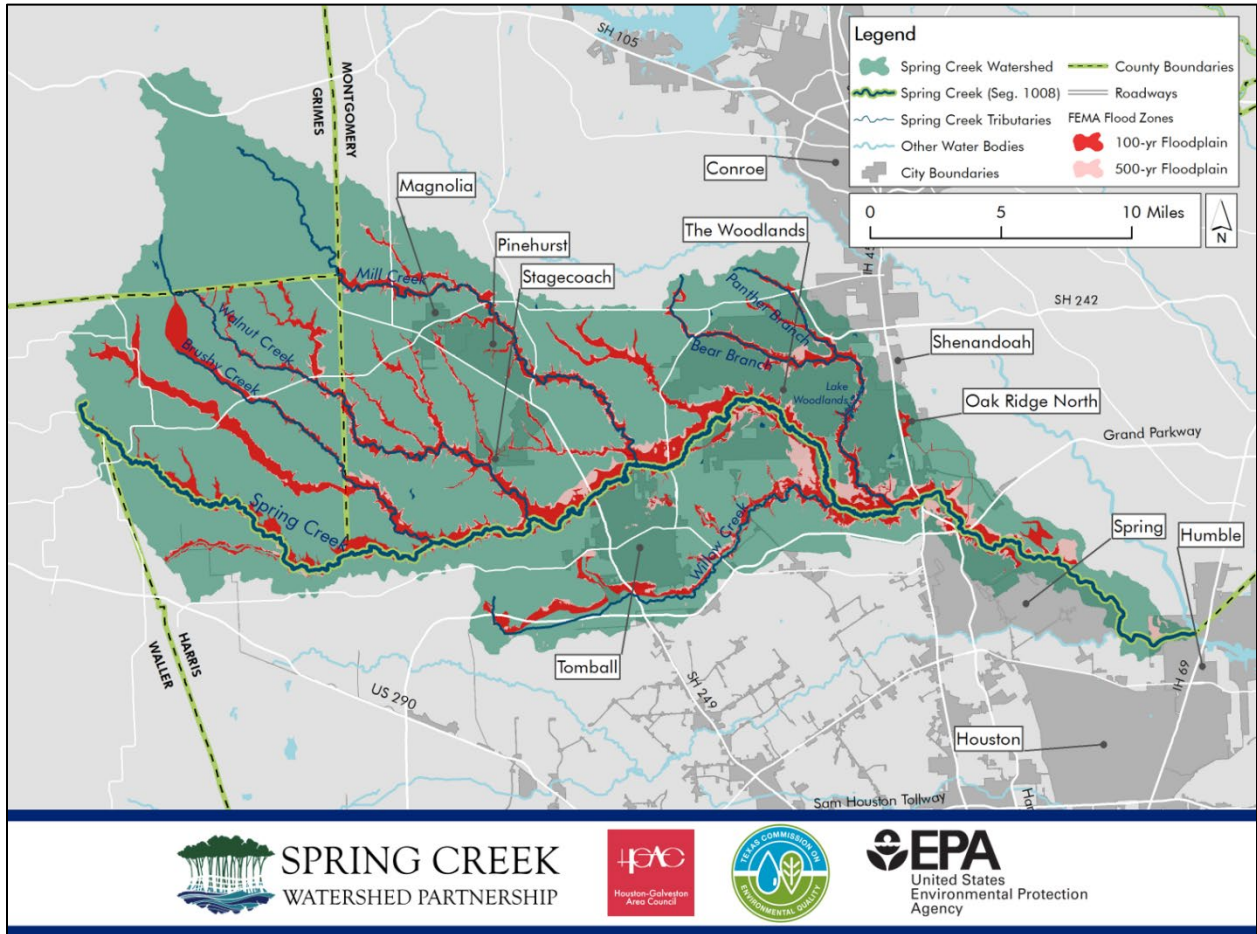 Legend
Spring Creek Watershed
Spring Creek (Seg. 1008)
Spring Creek Tributaries
Other Water Bodies
City Boundaries
County Boundaries
Roadways
FEMA Flood Zones
100-yr Floodplain
500-yr Floodplain
0 5 10 Miles
N
SH 105
MONTGOMERY
GRIMES
Conroe
Magnolia
The Woodlands
Pinehurst
Stagecoach
IH 45
SH 242
Mill Creek
Panther Branch
Walnut Creek
Bear Branch
Shenandoah
Brushy Creek
Lake
Woodlands
Oak Ridge North
Grand Parkway
Spring Creek
Willow Creek
Spring
Humble
HARRIS
WALLER
Tomball
US 290
SH 249
IH 69
Houston
Sam Houston Tollway
Har
SPRING CREEK
WATERSHED PARTNERSHIP
Houston-Galveston
Area Council
TEXAS COMMISSION ON
ENVIRONMENTAL QUALITY
EPA
United States
Environmental Protection
Agency